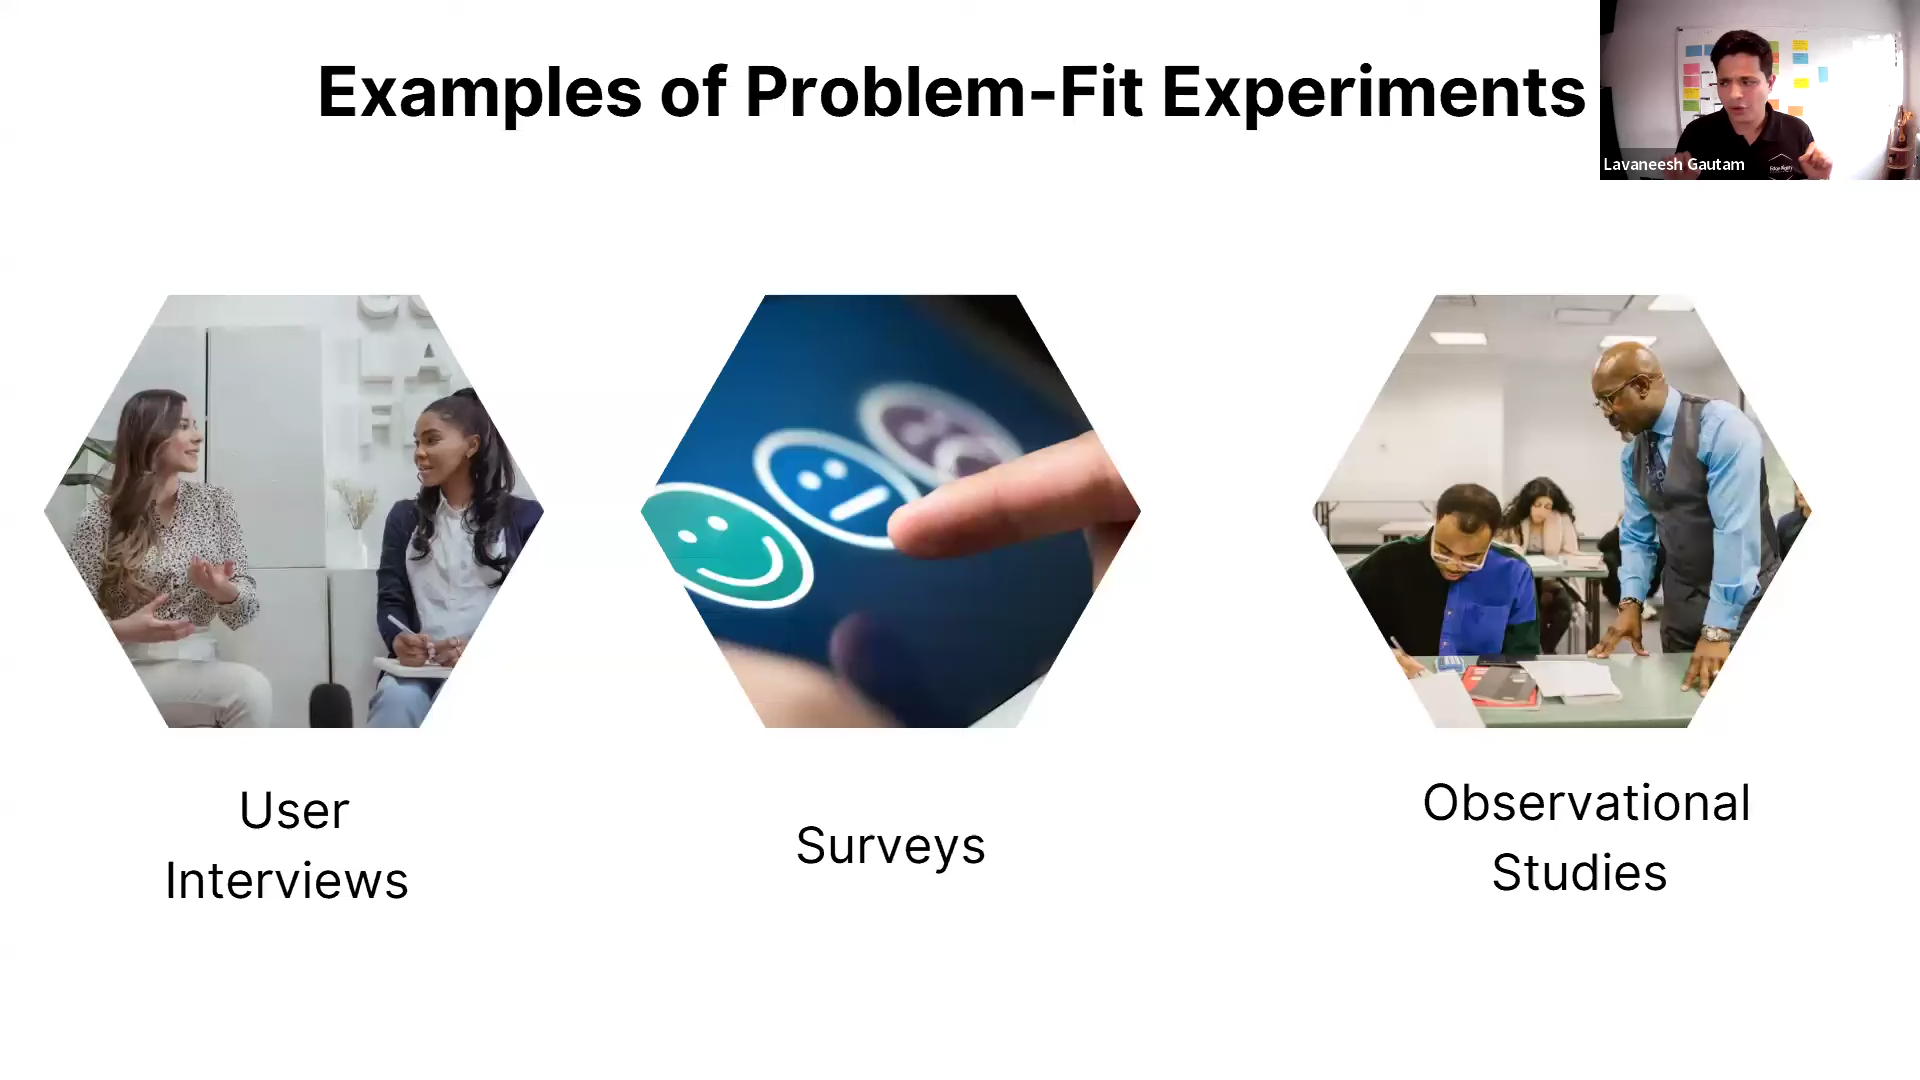 Examples of Problem-Fit Experiments
Lavaneesh Gautam
User
Interviews
Surveys
Observational
Studies